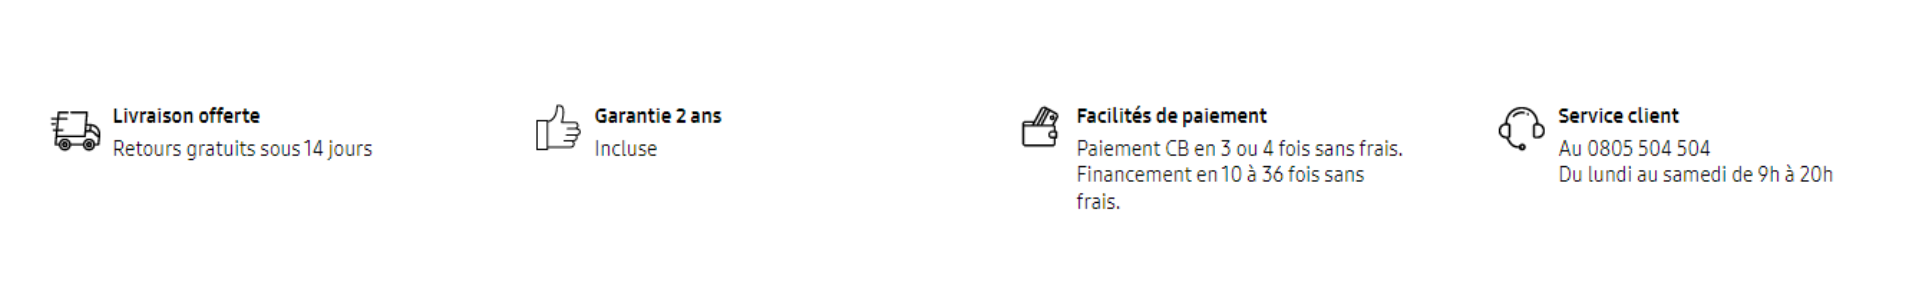 Livraison offerte
Retours gratuits sous 14 jours
Garantie 2 ans
Incluse
Facilités de paiement
Paiement CB en 3 ou 4 fois sans frais.
Financement en 10 à 36 fois sans
frais.
Service client
Au 0805 504 504
Du lundi au samedi de 9h à 20h